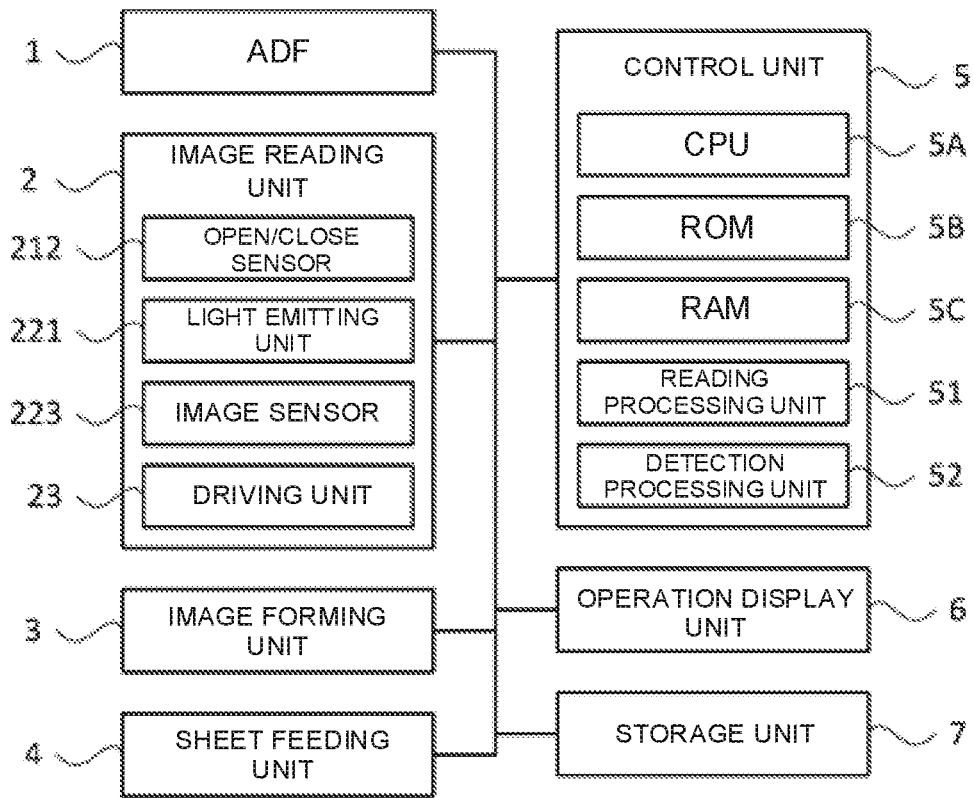 1
ADF
2
IMAGE READING
UNIT
212
OPEN/CLOSE
SENSOR
221
LIGHT EMITTING
UNIT
223
IMAGE SENSOR
23
DRIVING UNIT
3
IMAGE FORMING
UNIT
4
SHEET FEEDING
UNIT
CONTROL UNIT
5
CPU
5A
ROM
5B
RAM
5C
READING
PROCESSING UNIT
51
DETECTION
PROCESSING UNIT
52
OPERATION DISPLAY
UNIT
6
STORAGE UNIT
7